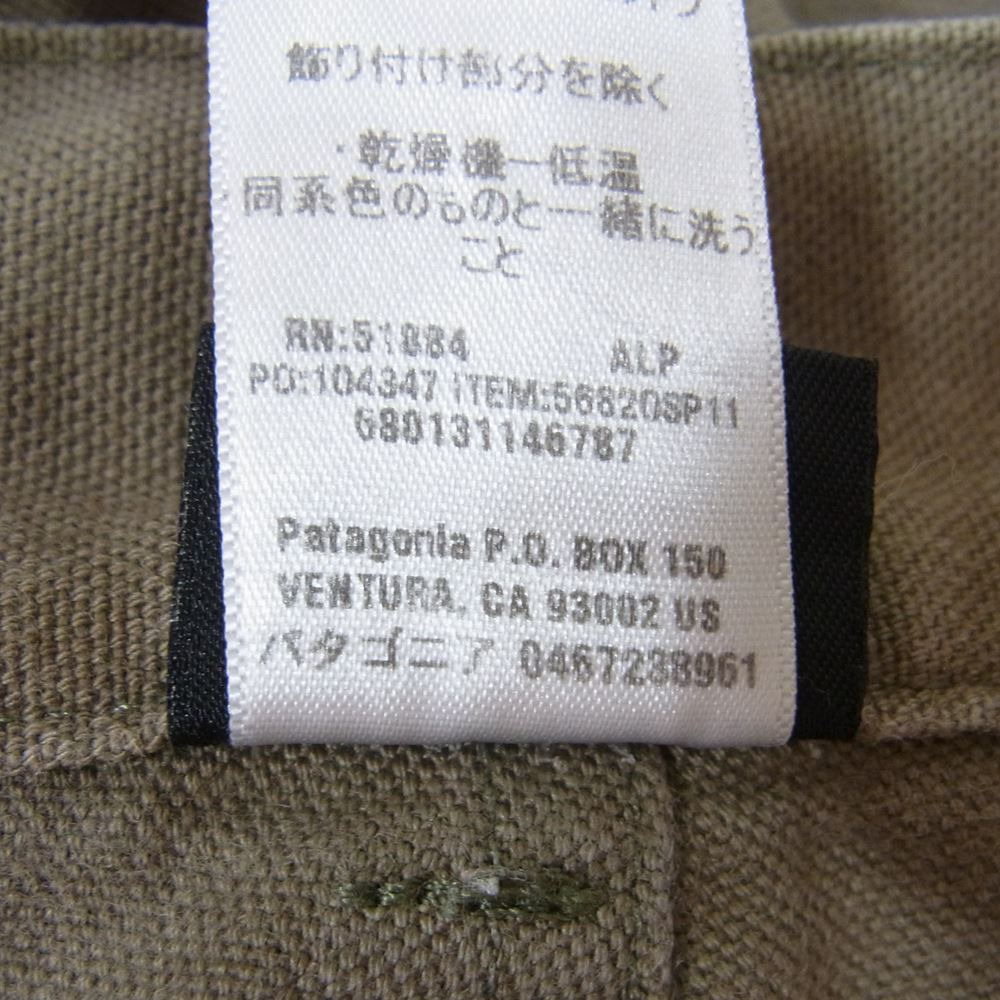 飾り付け部分を除く
・乾燥機ー低温
同系色のものと一緒に洗う
こと
RN:51884 ALP
PO:104347 ITEM:56820SP11
680131146787
Patagonia P.O. BOX 150
VENTURA, CA 93002 US
パタゴニア 0467238961